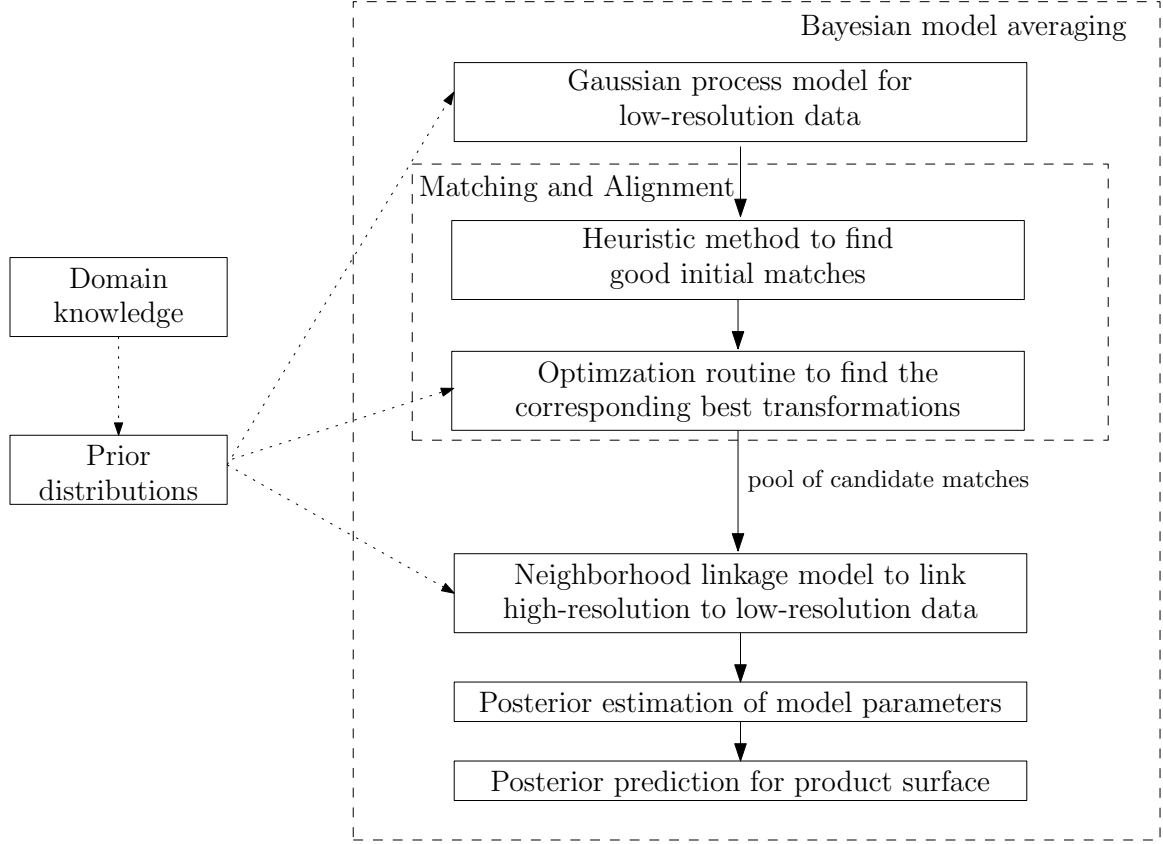 Bayesian model averaging
Gaussian process model for
low-resolution data
Matching and Alignment
Heuristic method to find
good initial matches
Domain
knowledge
Optimzation routine to find the
corresponding best transformations
Prior
distributions
pool of candidate matches
Neighborhood linkage model to link
high-resolution to low-resolution data
Posterior estimation of model parameters
Posterior prediction for product surface